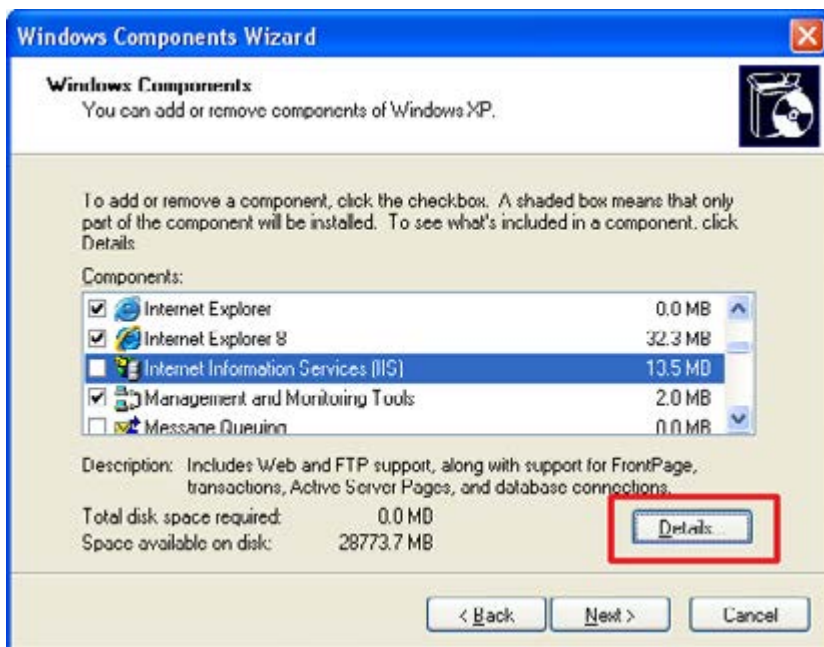 Windows Components Wizard
Windows Components
You can add or remove components of Windows XP.
To add or remove a component, click the checkbox. A shaded box means that only
part of the component will be installed. To see what's included in a component, click
Details.
Components:
Internet Explorer 0.0 MB
Internet Explorer 8 32.3 MB
Internet Information Services (IIS) 13.5 MB
Management and Monitoring Tools 2.0 MB
Message Queuing 0.0 MB
Description: Includes Web and FTP support, along with support for FrontPage,
transactions, Active Server Pages, and database connections.
Total disk space required: 0.0 MB
Space available on disk: 28773.7 MB
Details...
< Back Next > Cancel